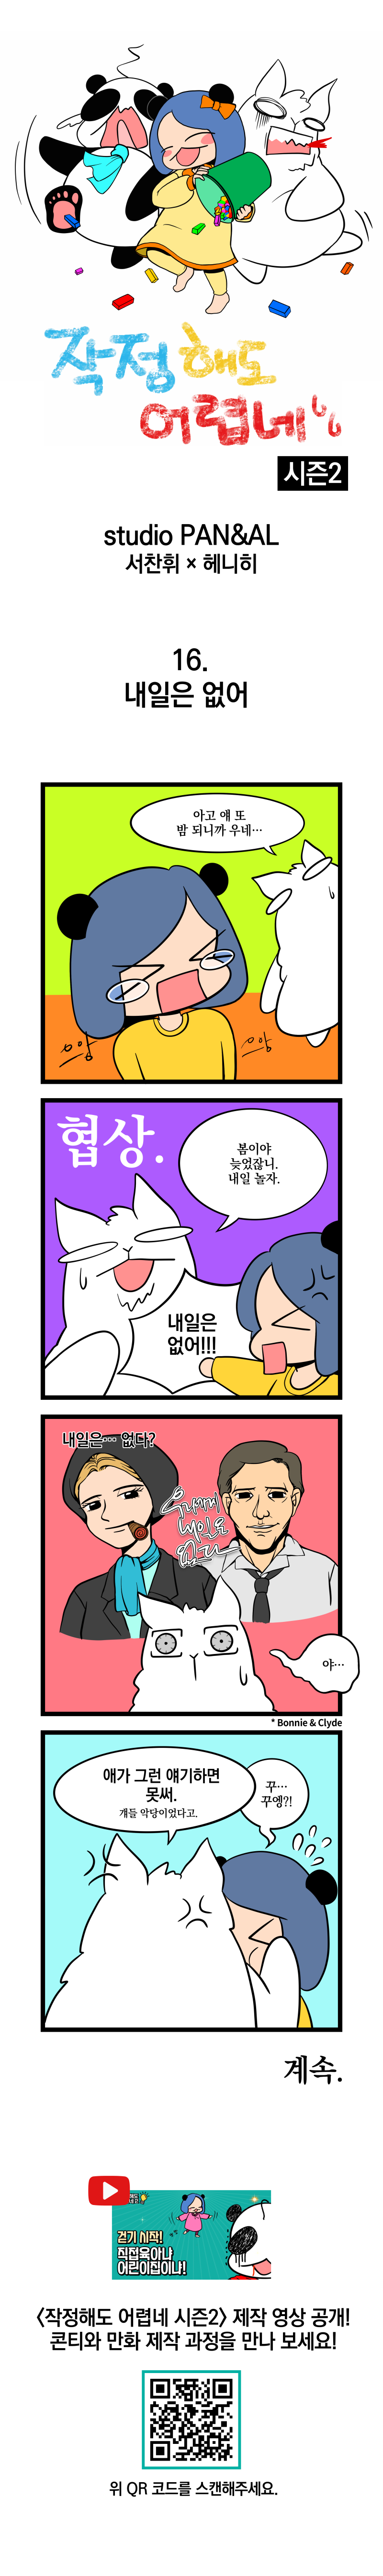 작정해도
어렵네
시즌2
studio PAN&AL
서찬휘 × 헤니히
16.
내일은 없어
아고 얘 또
밤 되니까 우네…
으앙
으앙
협상.
봄이야
늦었잖니.
내일 놀자.
내일은
없어!!!
내일은… 없다?
우리에게
내일은
없다
야…
* Bonnie & Clyde
애가 그런 얘기하면
못써.
걔들 악당이었다고.
꾸…
꾸엥?!
계속.
걷기 시작!
직접육아냐
어린이집이냐!
<작정해도 어렵네 시즌2> 제작 영상 공개!
콘티와 만화 제작 과정을 만나 보세요!
위 QR 코드를 스캔해주세요.